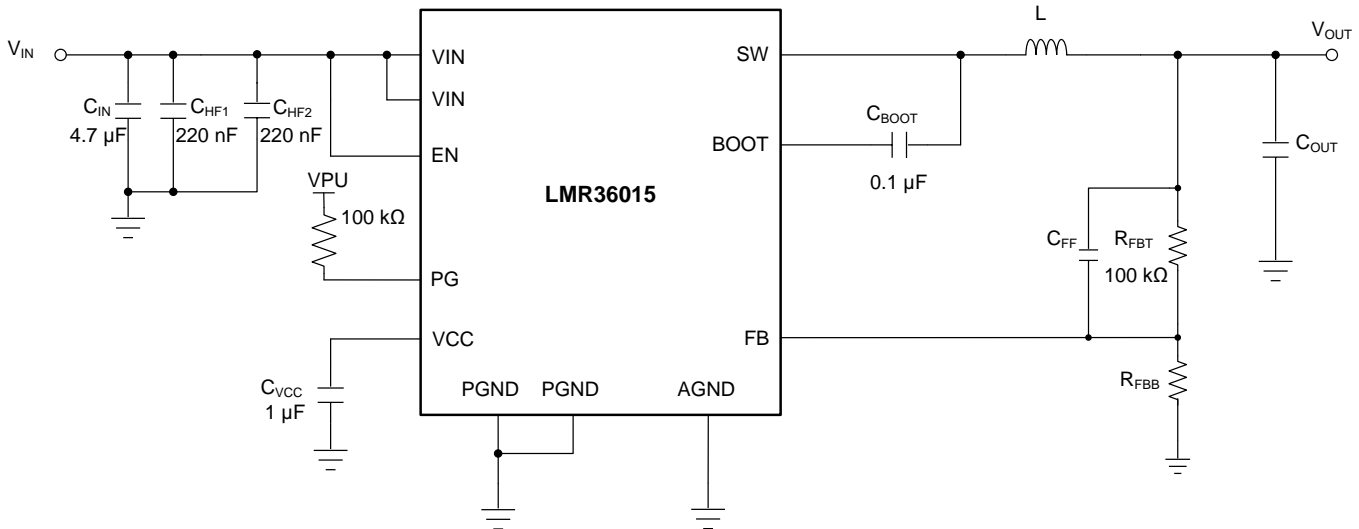 L
V_IN
V_OUT
VIN
SW
VIN
C_IN
4.7 µF
C_HF1
220 nF
C_HF2
220 nF
C_BOOT
0.1 µF
BOOT
C_OUT
EN
VPU
100 kΩ
LMR36015
C_FF
R_FBT
100 kΩ
PG
VCC
FB
C_VCC
1 µF
PGND
PGND
AGND
R_FBB